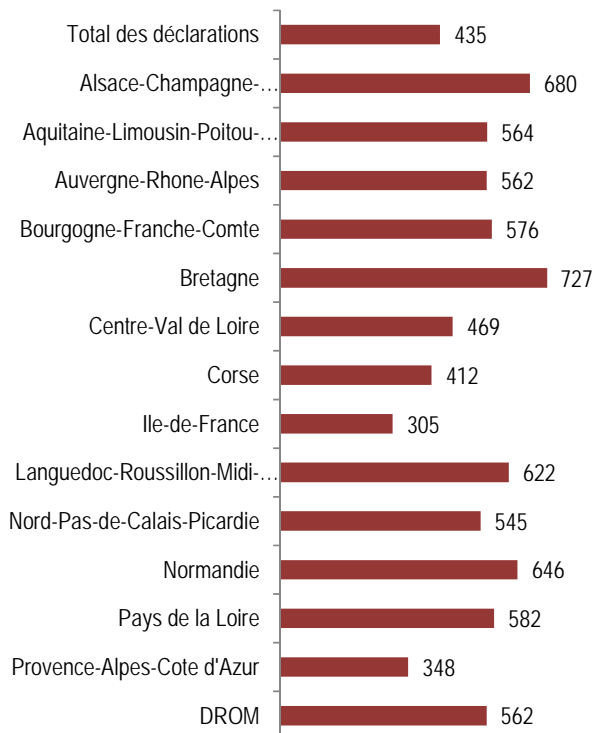 Total des déclarations 435
Alsace-Champagne-… 680
Aquitaine-Limousin-Poitou-… 564
Auvergne-Rhone-Alpes 562
Bourgogne-Franche-Comte 576
Bretagne 727
Centre-Val de Loire 469
Corse 412
Ile-de-France 305
Languedoc-Roussillon-Midi-… 622
Nord-Pas-de-Calais-Picardie 545
Normandie 646
Pays de la Loire 582
Provence-Alpes-Cote d'Azur 348
DROM 562